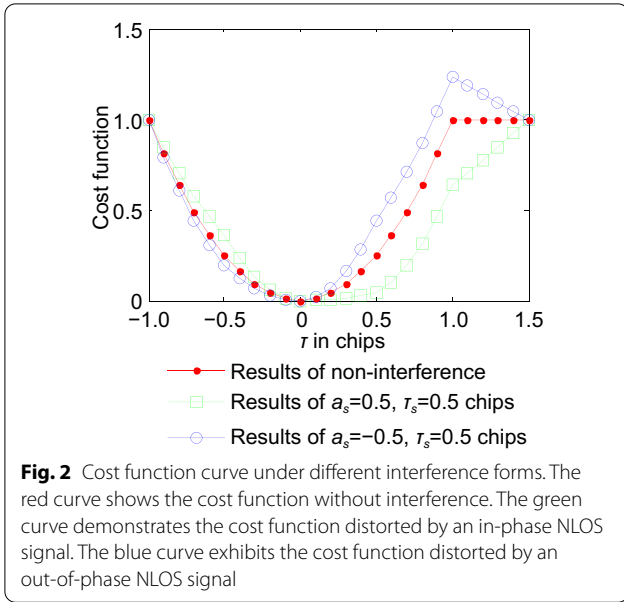 Cost function
1.0
0.5
0
−1.0 −0.5 0 0.5 1.0 1.5
τ in chips
Results of non-interference
Results of aₛ=0.5, τₛ=0.5 chips
Results of aₛ=−0.5, τₛ=0.5 chips
Fig. 2 Cost function curve under different interference forms. The
red curve shows the cost function without interference. The green
curve demonstrates the cost function distorted by an in-phase NLOS
signal. The blue curve exhibits the cost function distorted by an
out-of-phase NLOS signal